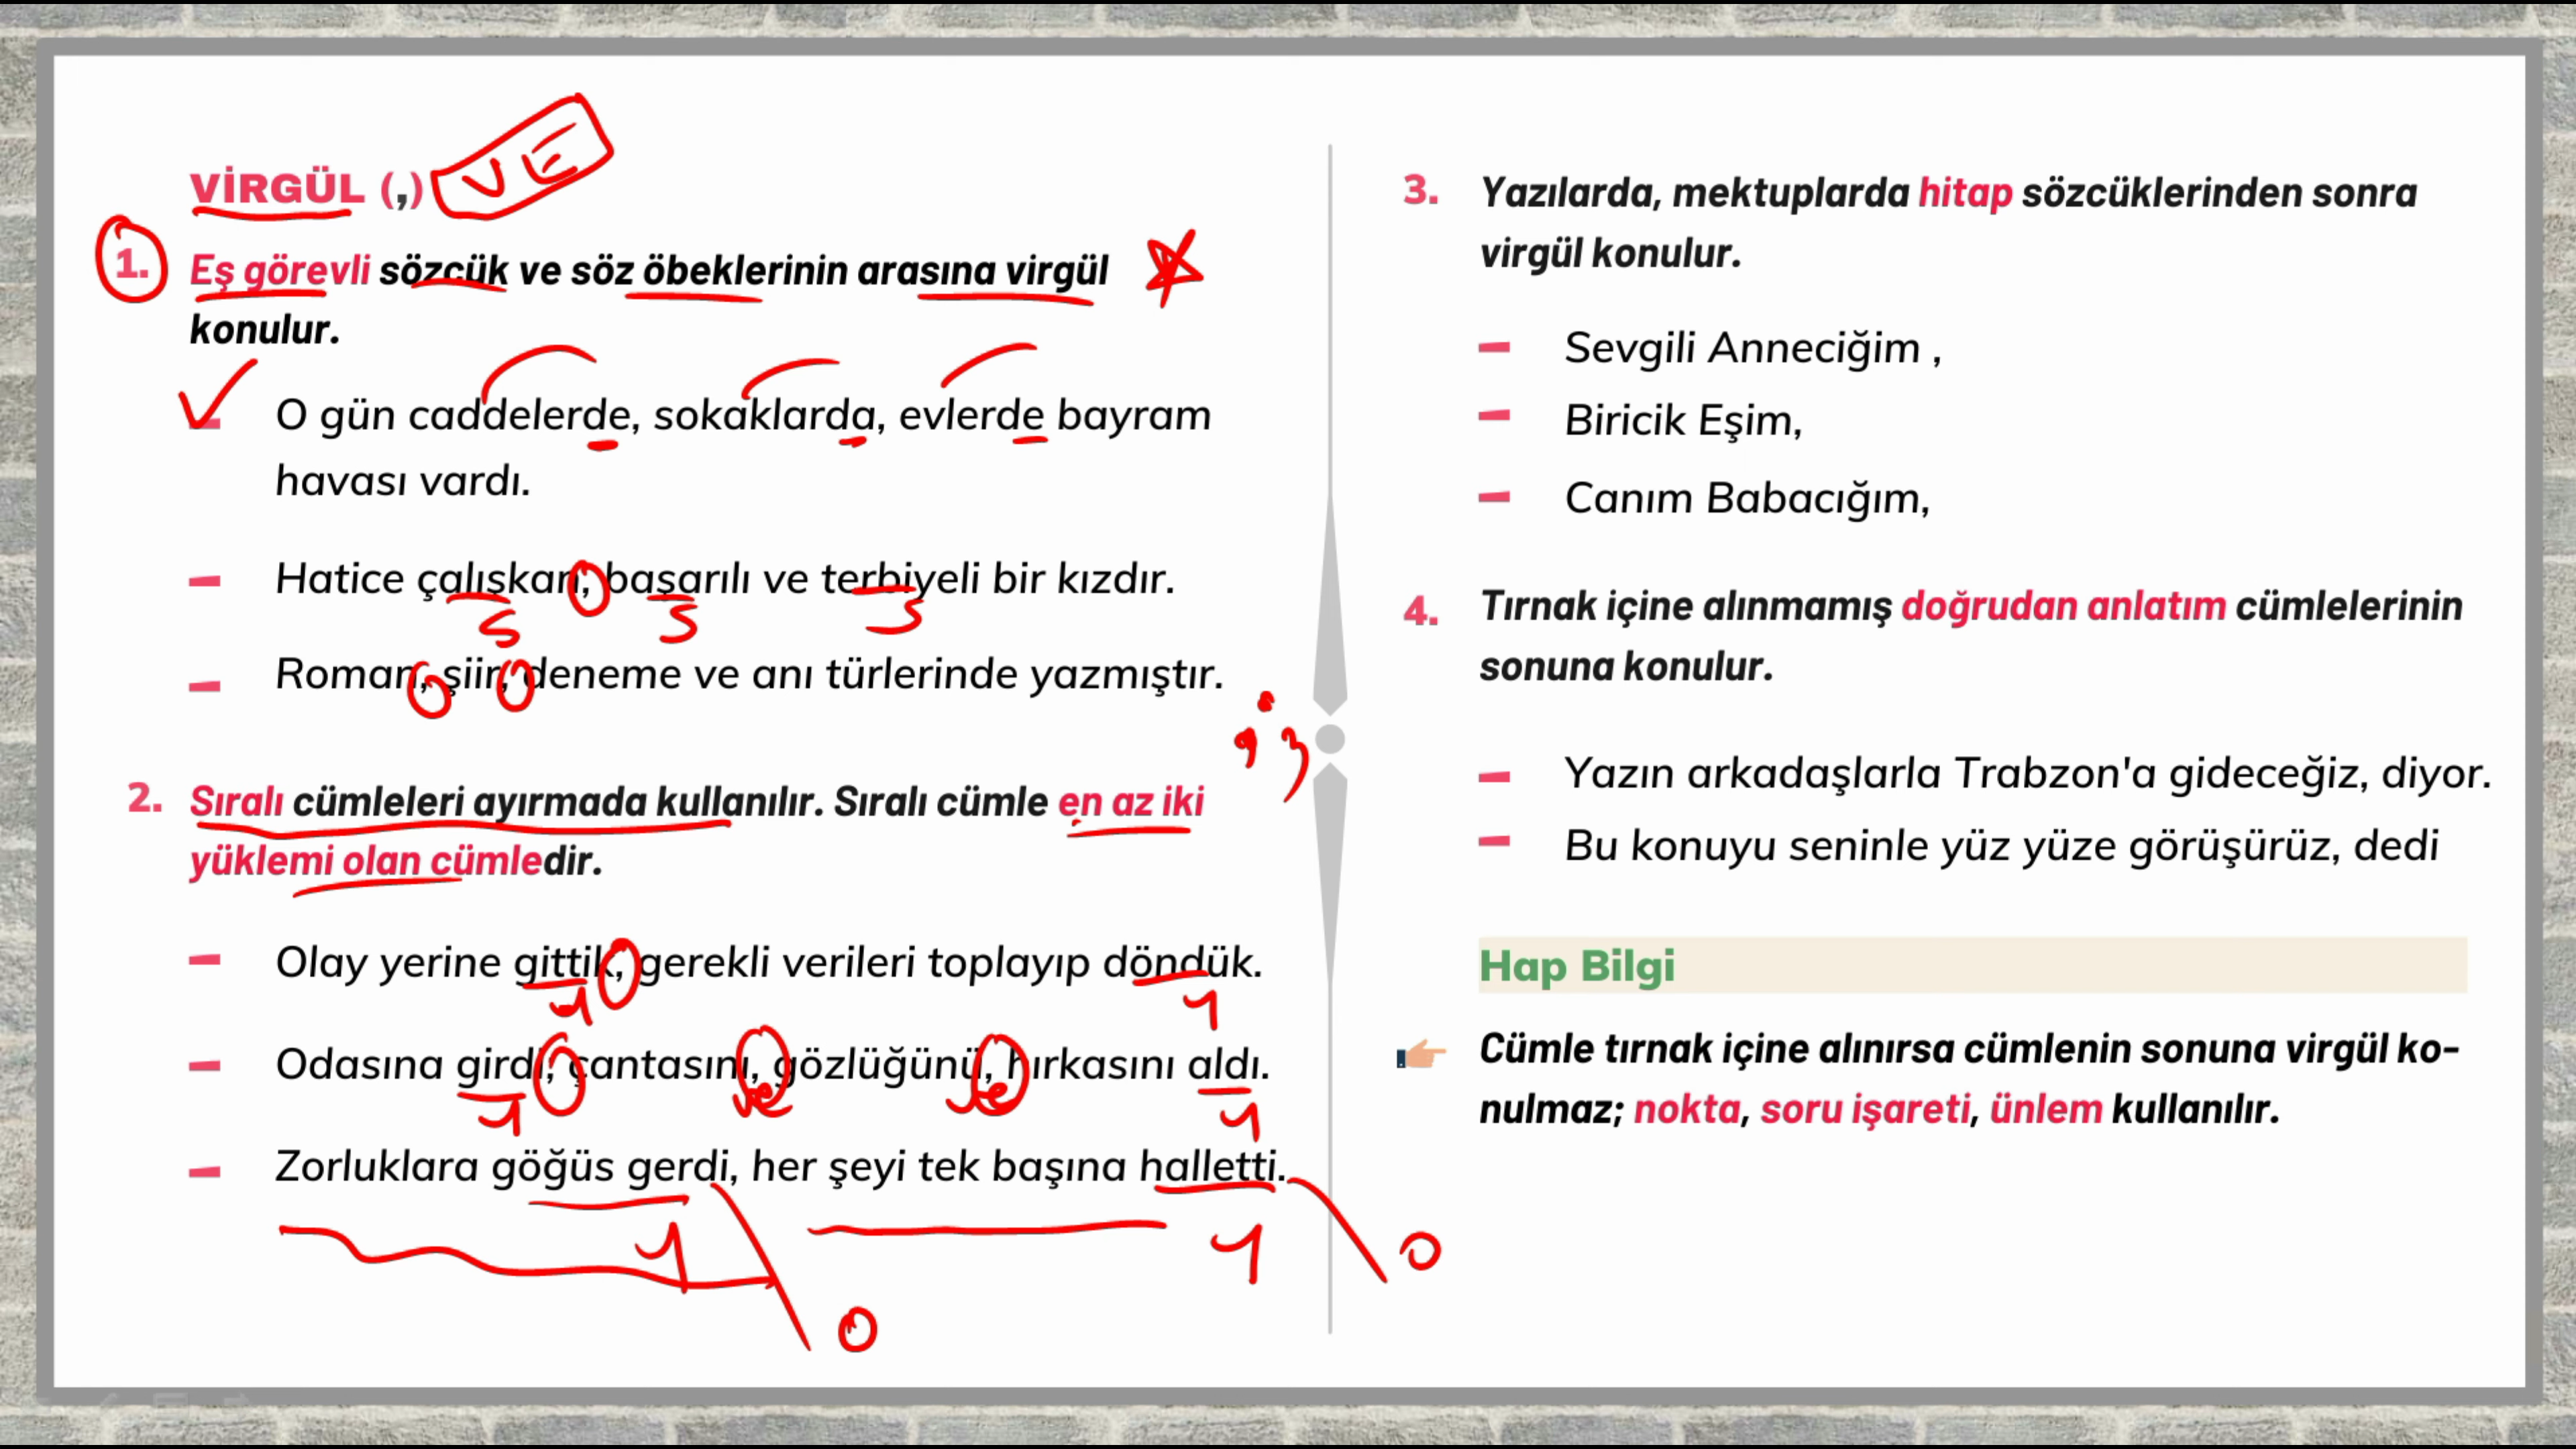 VİRGÜL (,) VE
1. Eş görevli sözcük ve söz öbeklerinin arasına virgül
konulur.
O gün caddelerde, sokaklarda, evlerde bayram
havası vardı.
Hatice çalışkan, başarılı ve terbiyeli bir kızdır.
S S S
Roman, şiir, deneme ve anı türlerinde yazmıştır.
, ;
2. Sıralı cümleleri ayırmada kullanılır. Sıralı cümle en az iki
yüklemi olan cümledir.
Olay yerine gittik, gerekli verileri toplayıp döndük.
y y
Odasına girdi, çantasını, gözlüğünü, hırkasını aldı.
y ve ve y
Zorluklara göğüs gerdi, her şeyi tek başına halletti.
y y
3. Yazılarda, mektuplarda hitap sözcüklerinden sonra
virgül konulur.
Sevgili Anneciğim ,
Biricik Eşim,
Canım Babacığım,
4. Tırnak içine alınmamış doğrudan anlatım cümlelerinin
sonuna konulur.
Yazın arkadaşlarla Trabzon'a gideceğiz, diyor.
Bu konuyu seninle yüz yüze görüşürüz, dedi
Hap Bilgi
Cümle tırnak içine alınırsa cümlenin sonuna virgül ko-
nulmaz; nokta, soru işareti, ünlem kullanılır.